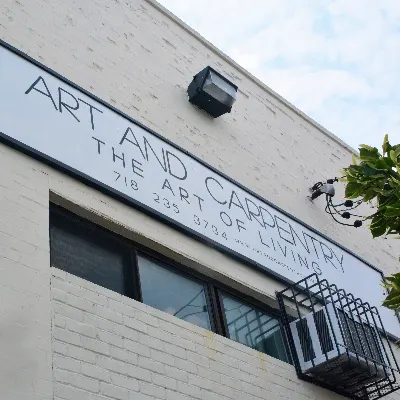 ART AND CARPENTRY
THE ART OF LIVING
718 235 3734